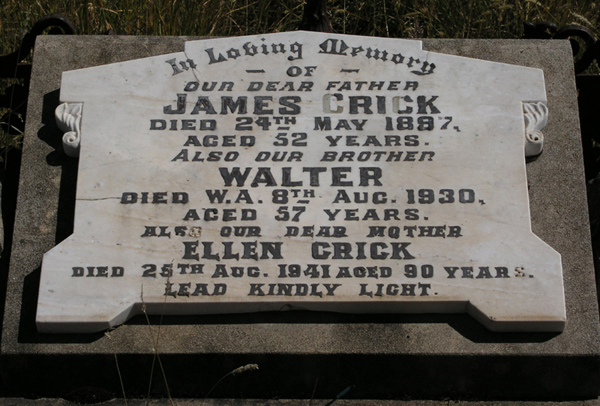 In Loving Memory
— OF —
OUR DEAR FATHER
JAMES CRICK
DIED 24TH MAY 1897,
AGED 52 YEARS.
ALSO OUR BROTHER
WALTER
DIED W.A. 8TH AUG. 1930,
AGED 57 YEARS.
ALSO OUR DEAR MOTHER
ELLEN CRICK
DIED 25TH AUG. 1941 AGED 90 YEARS.
LEAD KINDLY LIGHT.